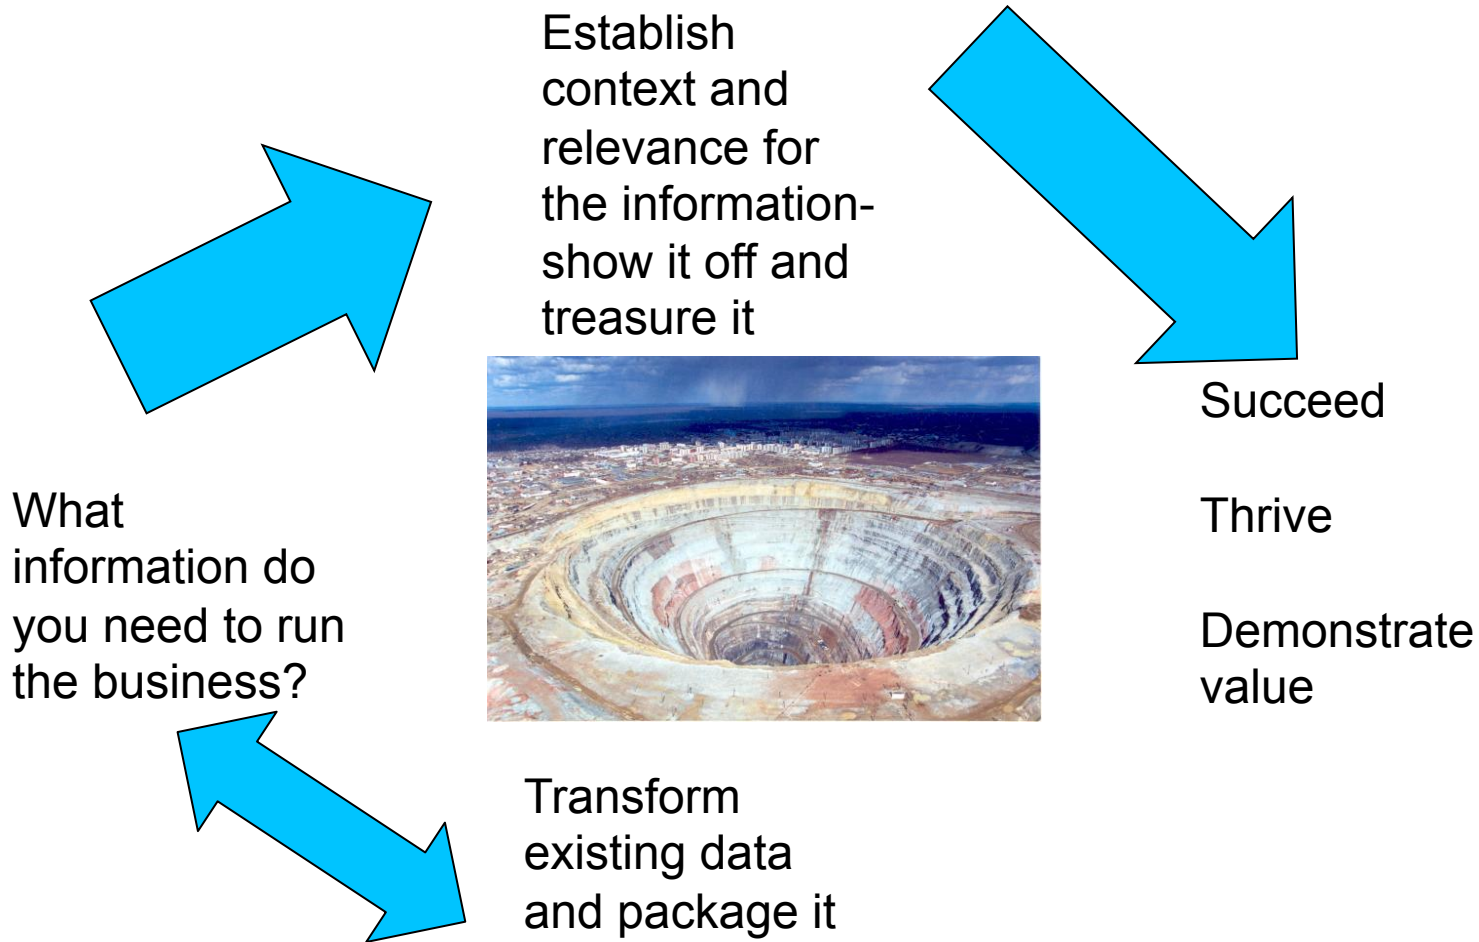 Establish
context and
relevance for
the information-
show it off and
treasure it
Succeed
Thrive
Demonstrate
value
What
information do
you need to run
the business?
Transform
existing data
and package it